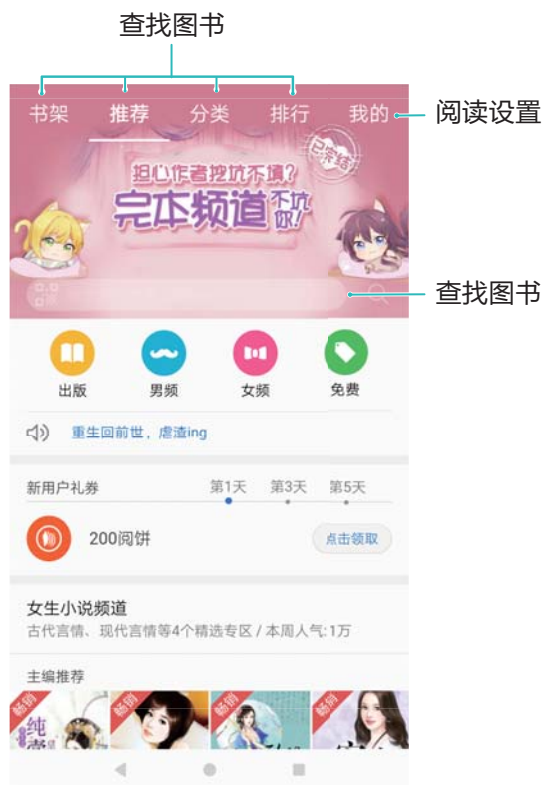 查找图书
书架 推荐 分类 排行 我的
阅读设置
已完结
担心作者挖坑不填?
完本频道不坑你!
查找图书
出版 男频 女频 免费
重生回前世，虐渣ing
新用户礼券 第1天 第3天 第5天
200阅饼 点击领取
女生小说频道
古代言情、现代言情等4个精选专区 / 本周人气:1万
主编推荐
畅销 畅销 畅销 畅销
纯